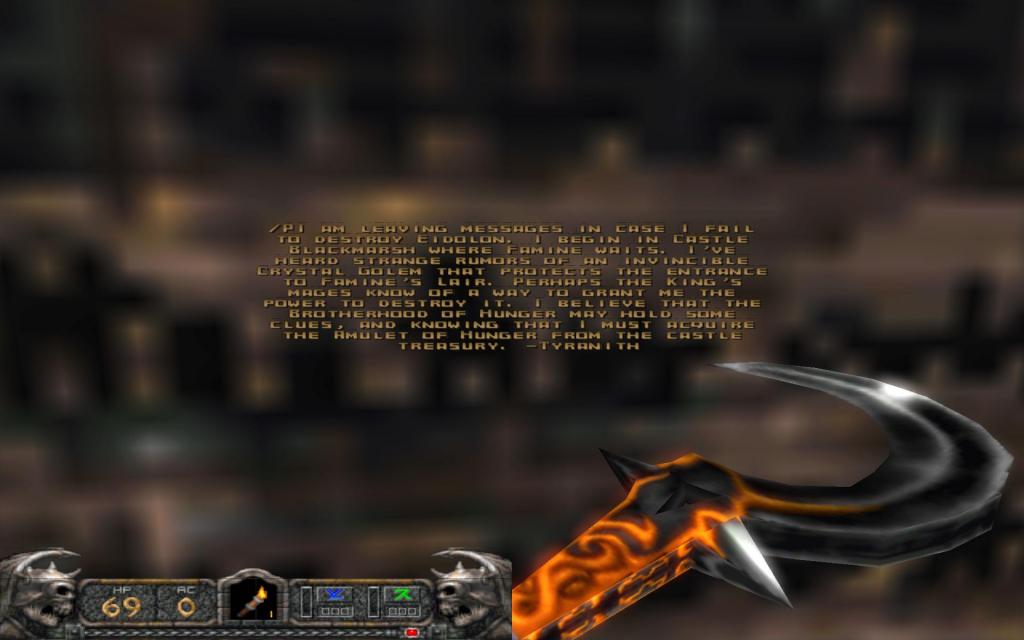 /PI am leaving messages in case I fail
to destroy Eidolon. I begin in Castle
Blackmarsh where Famine waits. I've
heard strange rumors of an invincible
Crystal Golem that protects the entrance
to Famine's Lair. Perhaps the King's
mages know of a way to grant me the
power to destroy it. I believe that the
Brotherhood of Hunger may hold some
clues, and knowing that I must acquire
the Amulet of Hunger from the castle
treasury. -Tyranith
HP AC
69 0
000 000